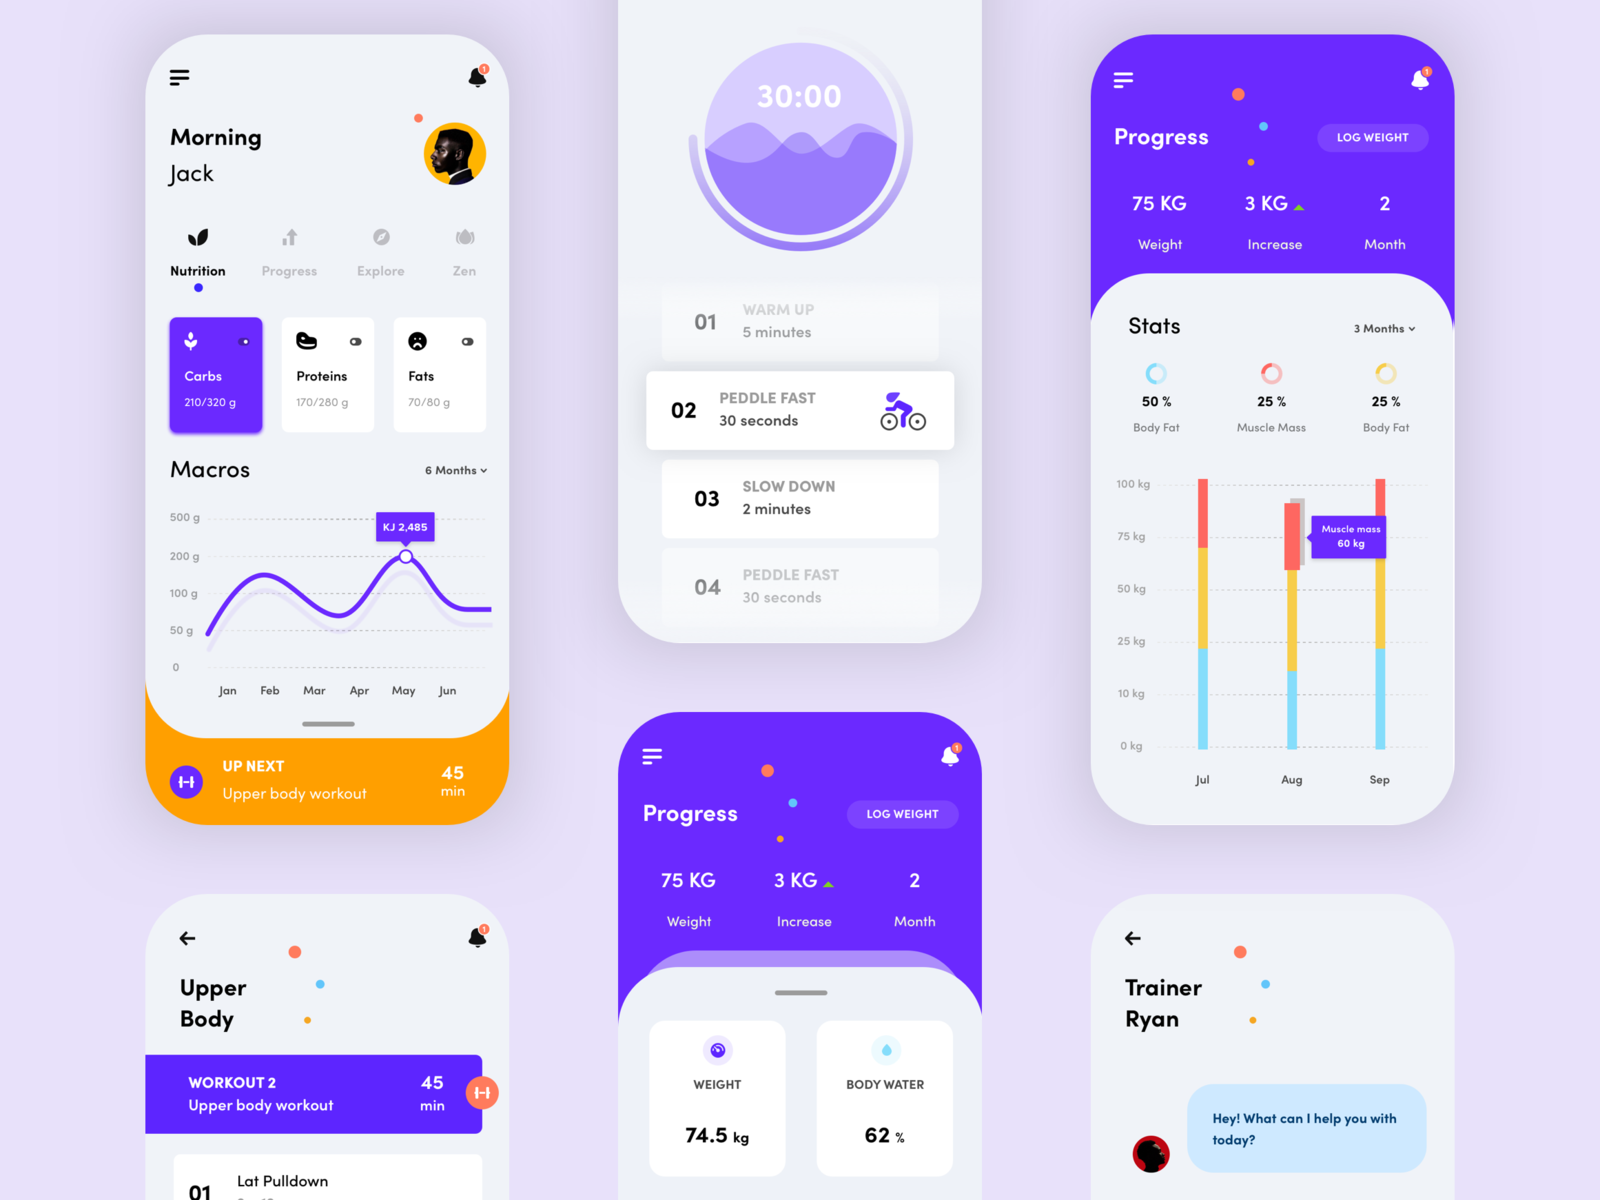 1
Morning
Jack
Nutrition
Progress
Explore
Zen
Carbs
210/320 g
Proteins
170/280 g
Fats
70/80 g
Macros
6 Months
500 g
200 g
100 g
50 g
0
KJ 2,485
Jan
Feb
Mar
Apr
May
Jun
UP NEXT
Upper body workout
45
min
1
Upper
Body
WORKOUT 2
Upper body workout
45
min
01
Lat Pulldown
30:00
01
WARM UP
5 minutes
02
PEDDLE FAST
30 seconds
03
SLOW DOWN
2 minutes
04
PEDDLE FAST
30 seconds
1
Progress
LOG WEIGHT
75 KG
Weight
3 KG
Increase
2
Month
WEIGHT
74.5 kg
BODY WATER
62 %
1
Progress
LOG WEIGHT
75 KG
Weight
3 KG
Increase
2
Month
Stats
3 Months
50 %
Body Fat
25 %
Muscle Mass
25 %
Body Fat
100 kg
75 kg
50 kg
25 kg
10 kg
0 kg
Muscle mass
60 kg
Jul
Aug
Sep
Trainer
Ryan
Hey! What can I help you with
today?